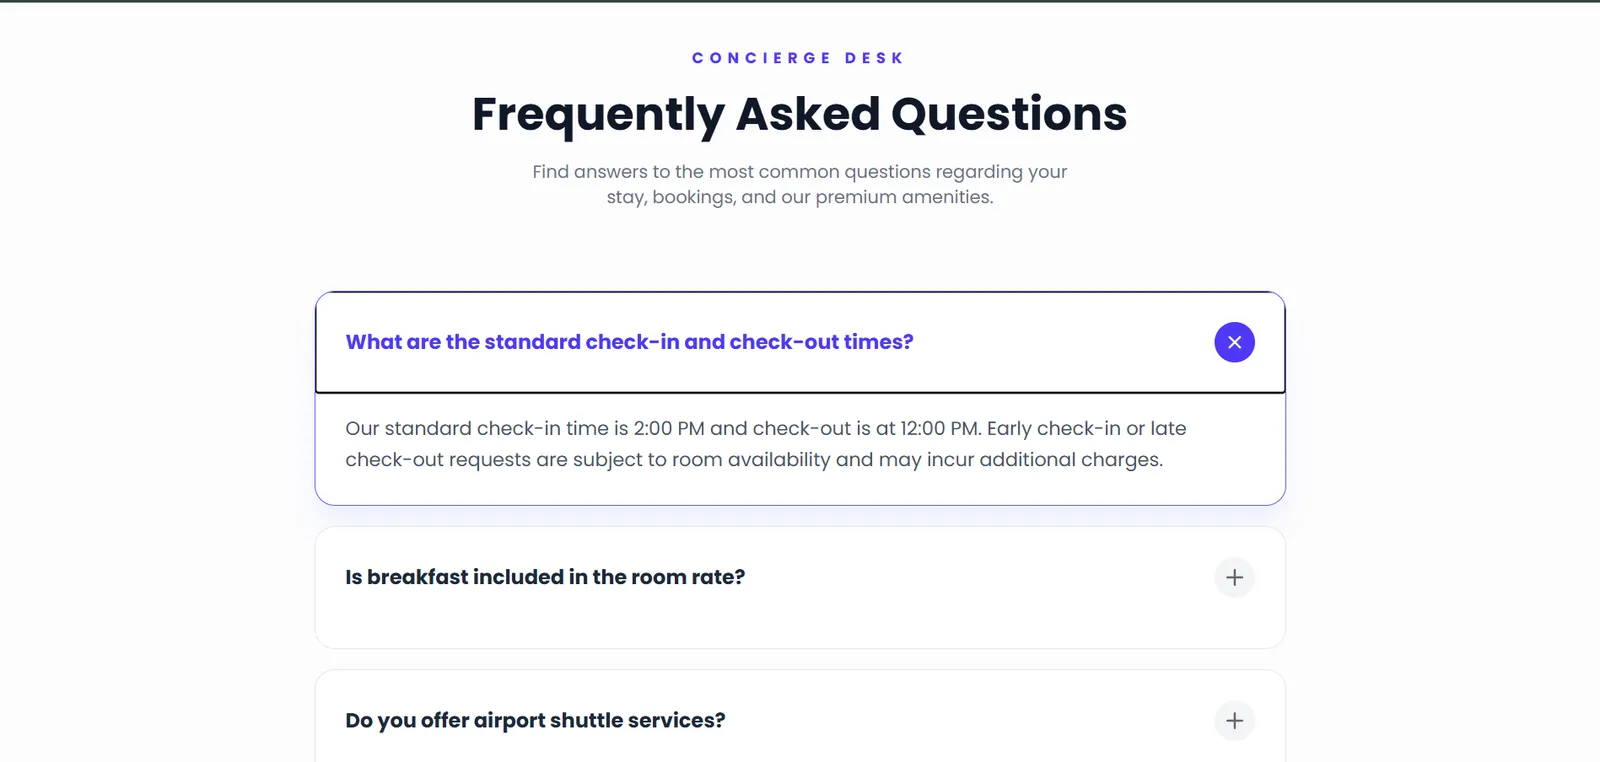 CONCIERGE DESK
Frequently Asked Questions
Find answers to the most common questions regarding your
stay, bookings, and our premium amenities.
What are the standard check-in and check-out times?
Our standard check-in time is 2:00 PM and check-out is at 12:00 PM. Early check-in or late
check-out requests are subject to room availability and may incur additional charges.
Is breakfast included in the room rate?
Do you offer airport shuttle services?